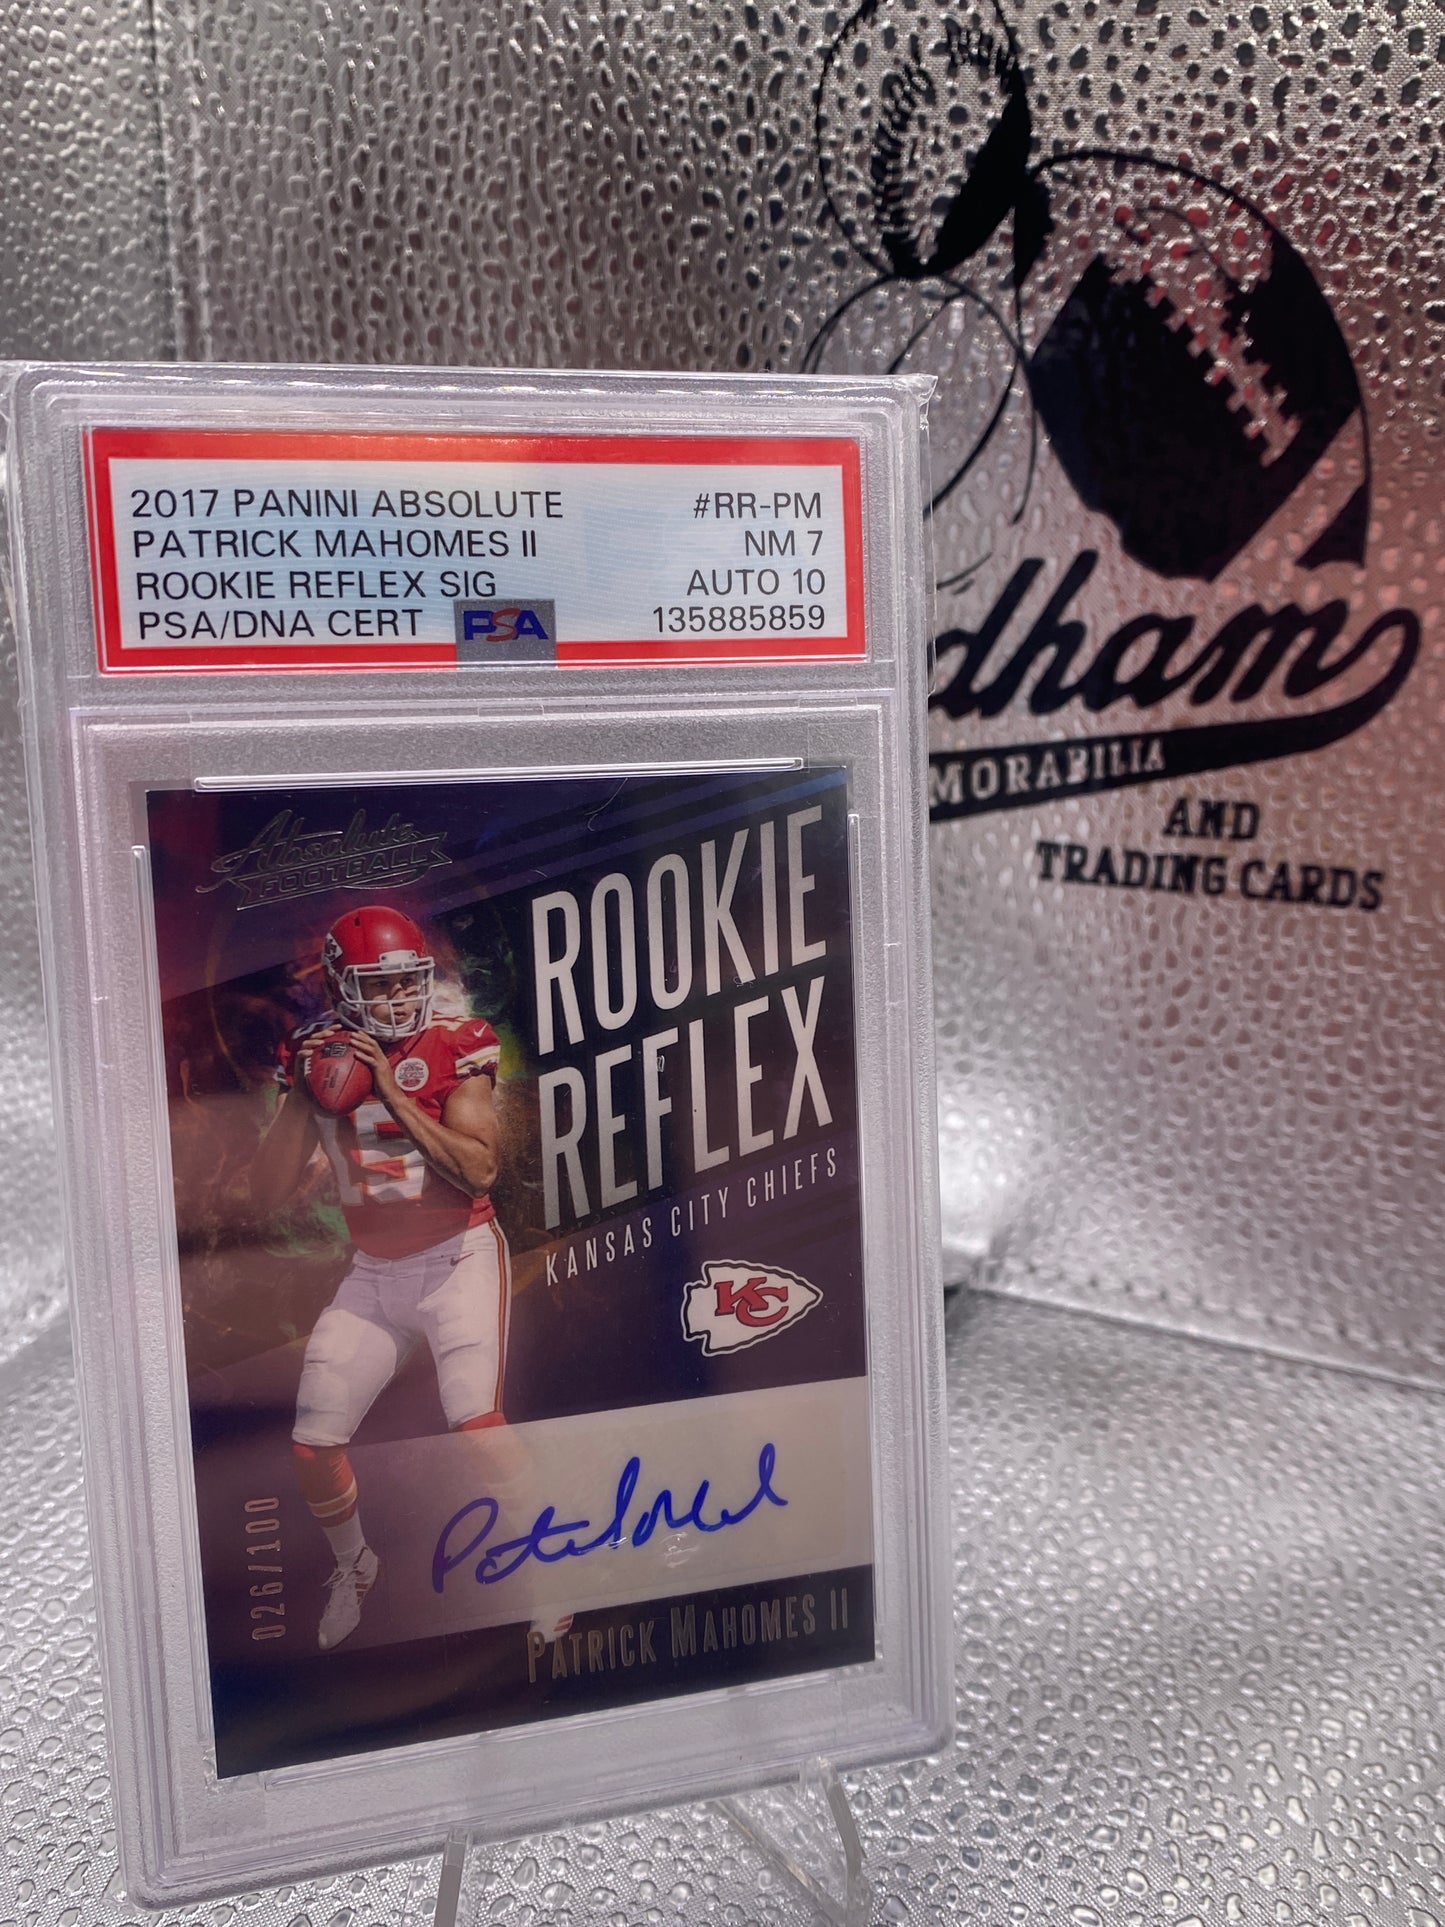 2017 PANINI ABSOLUTE #RR-PM
PATRICK MAHOMES II NM 7
ROOKIE REFLEX SIG AUTO 10
PSA/DNA CERT PSA 135885859
Absolute
FOOTBALL
ROOKIE
REFLEX
KANSAS CITY CHIEFS
KC
15
026/100
PATRICK MAHOMES II
AND
TRADING CARDS